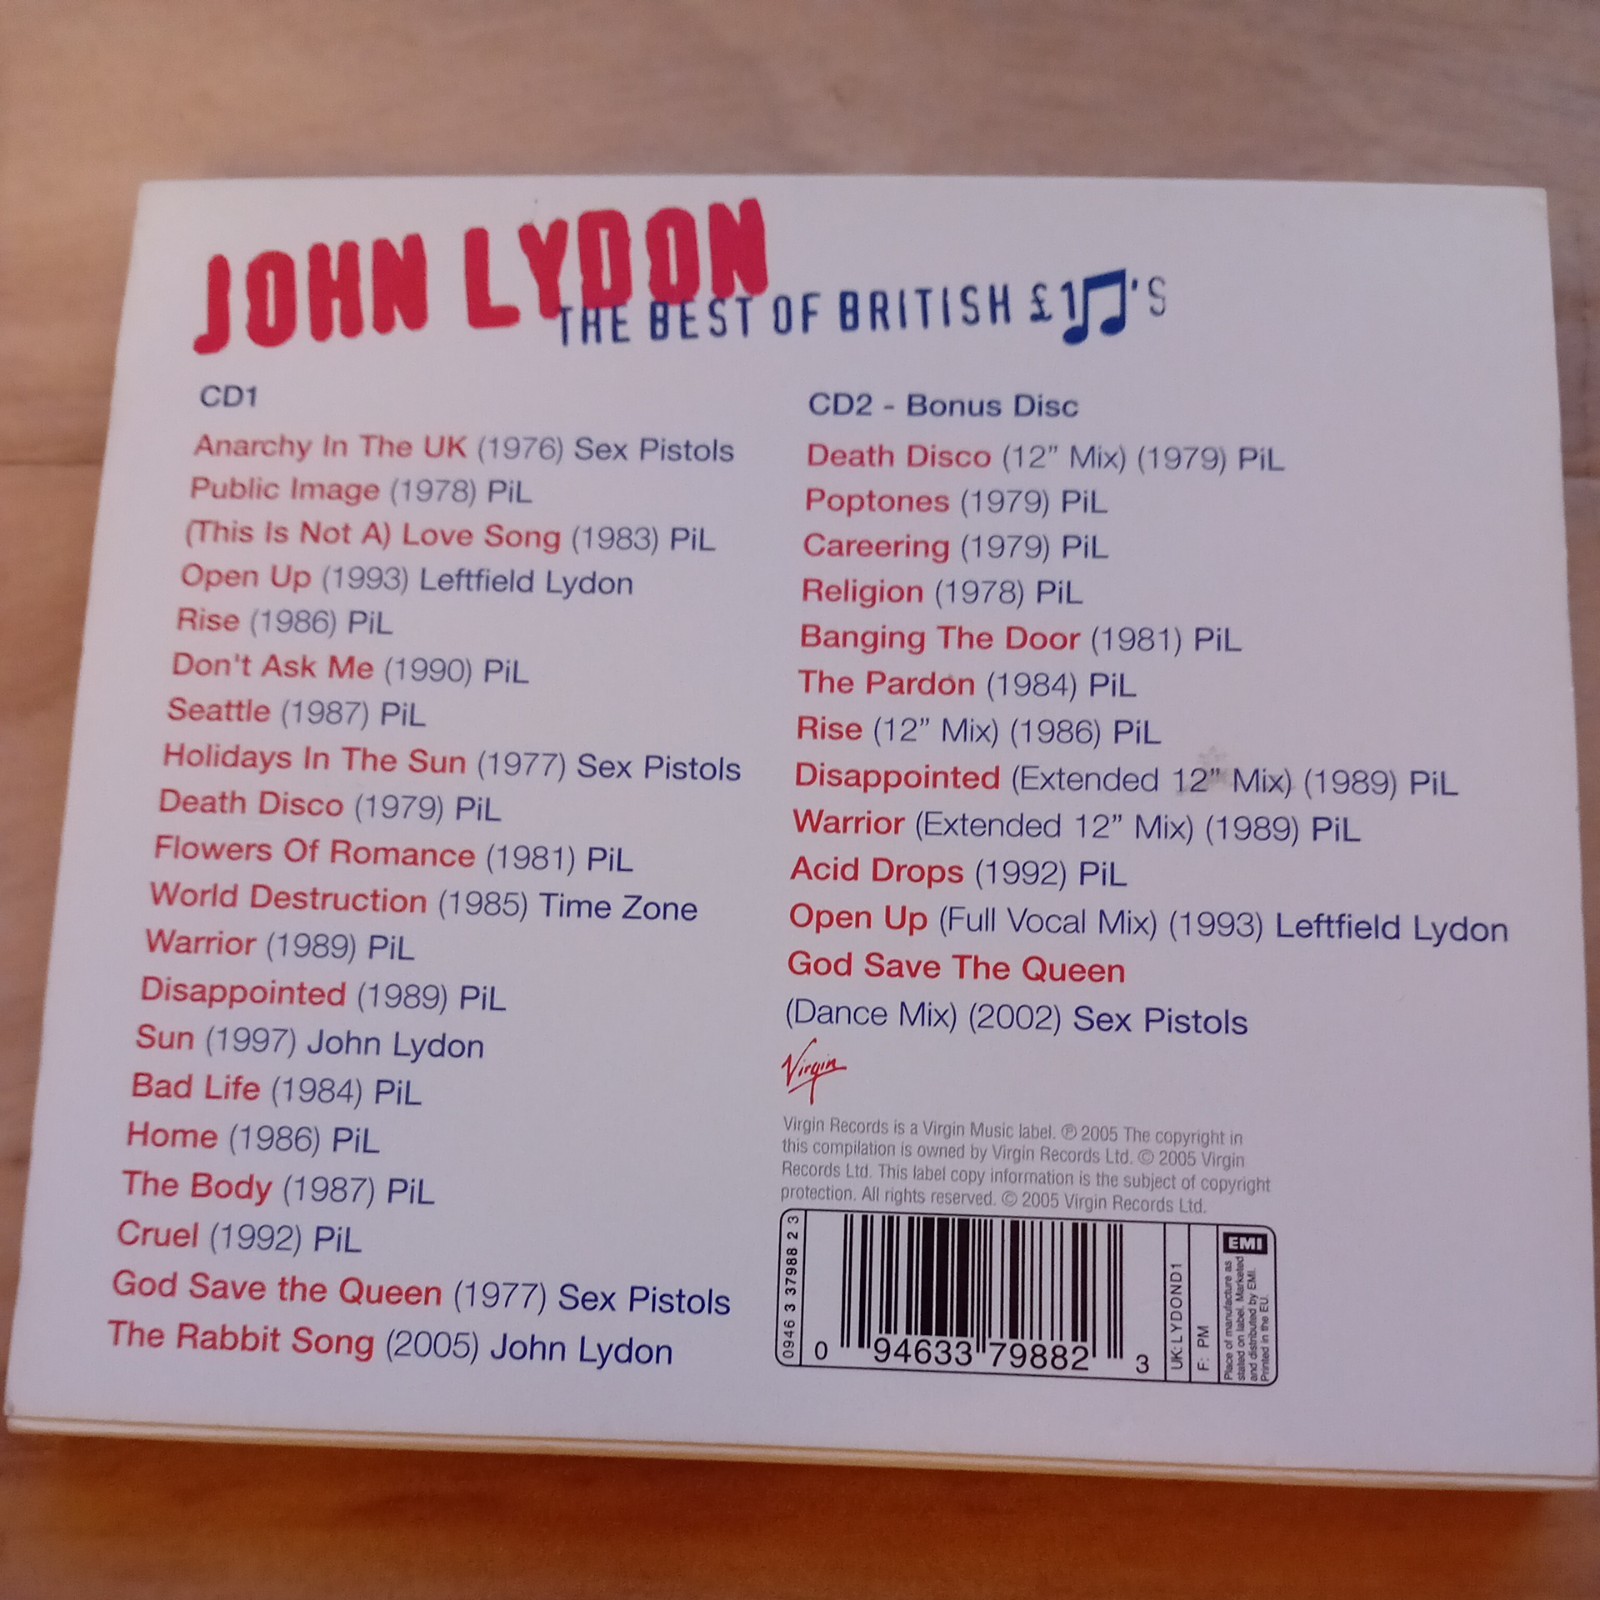 JOHN LYDON
THE BEST OF BRITISH £1♫'S
CD1
Anarchy In The UK (1976) Sex Pistols
Public Image (1978) PiL
(This Is Not A) Love Song (1983) PiL
Open Up (1993) Leftfield Lydon
Rise (1986) PiL
Don't Ask Me (1990) PiL
Seattle (1987) PiL
Holidays In The Sun (1977) Sex Pistols
Death Disco (1979) PiL
Flowers Of Romance (1981) PiL
World Destruction (1985) Time Zone
Warrior (1989) PiL
Disappointed (1989) PiL
Sun (1997) John Lydon
Bad Life (1984) PiL
Home (1986) PiL
The Body (1987) PiL
Cruel (1992) PiL
God Save the Queen (1977) Sex Pistols
The Rabbit Song (2005) John Lydon
CD2 - Bonus Disc
Death Disco (12” Mix) (1979) PiL
Poptones (1979) PiL
Careering (1979) PiL
Religion (1978) PiL
Banging The Door (1981) PiL
The Pardon (1984) PiL
Rise (12” Mix) (1986) PiL
Disappointed (Extended 12” Mix) (1989) PiL
Warrior (Extended 12” Mix) (1989) PiL
Acid Drops (1992) PiL
Open Up (Full Vocal Mix) (1993) Leftfield Lydon
God Save The Queen
(Dance Mix) (2002) Sex Pistols
Virgin
Virgin Records is a Virgin Music label. ℗ 2005 The copyright in
this compilation is owned by Virgin Records Ltd. © 2005 Virgin
Records Ltd. This label copy information is the subject of copyright
protection. All rights reserved. © 2005 Virgin Records Ltd.
0946 3 37988 2 3
0 94633 79882 3
UK: LYDOND1
F: PM
EMI
Place of manufacture as
stated on label. Marketed
and distributed by EMI.
Printed in the EU.